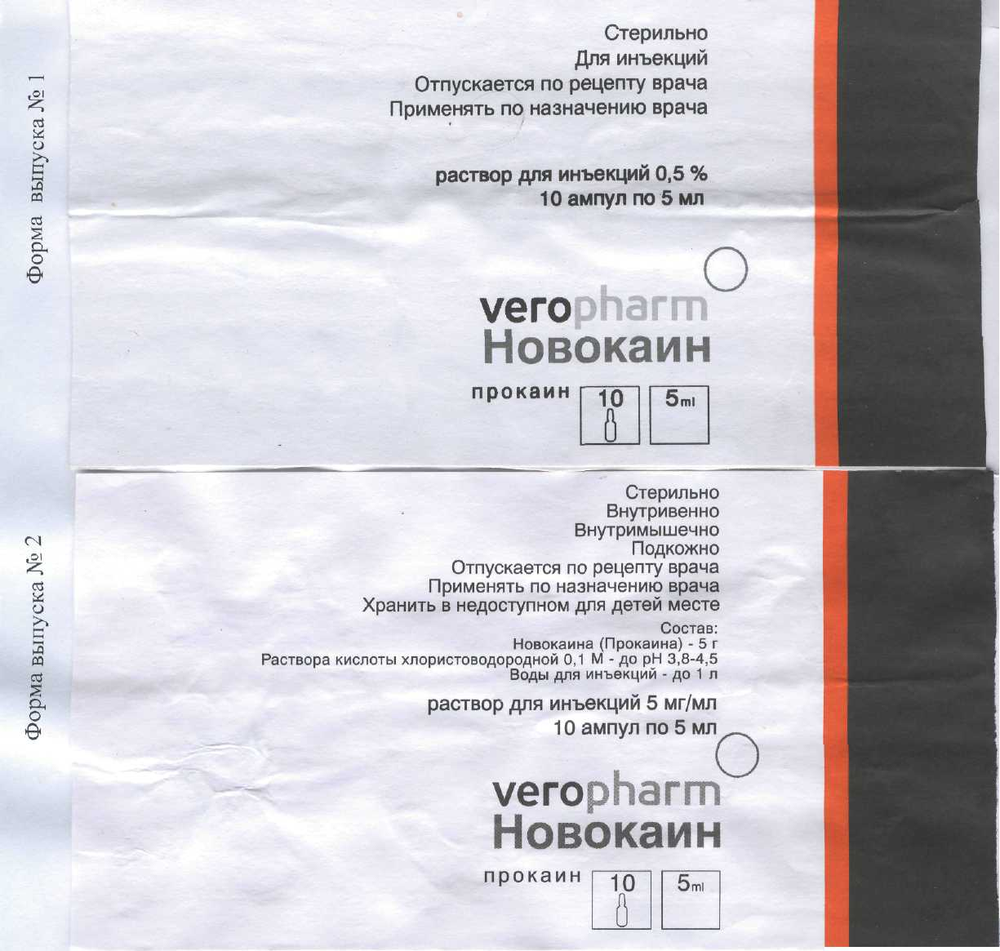 Форма выпуска № 1
Стерильно
Для инъекций
Отпускается по рецепту врача
Применять по назначению врача
раствор для инъекций 0,5 %
10 ампул по 5 мл
veropharm
Новокаин
прокаин
10
5ml
Форма выпуска № 2
Стерильно
Внутривенно
Внутримышечно
Подкожно
Отпускается по рецепту врача
Применять по назначению врача
Хранить в недоступном для детей месте
Состав:
Новокаина (Прокаина) - 5 г
Раствора кислоты хлористоводородной 0,1 М - до pH 3,8-4,5
Воды для инъекций - до 1 л
раствор для инъекций 5 мг/мл
10 ампул по 5 мл
veropharm
Новокаин
прокаин
10
5ml